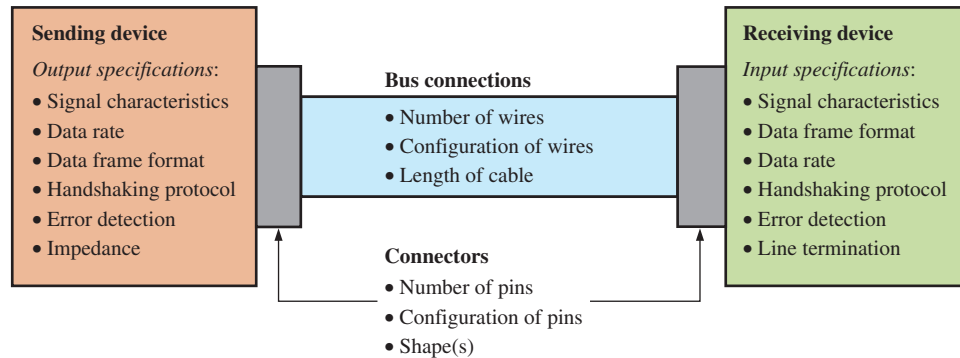 Sending device
Output specifications:
• Signal characteristics
• Data rate
• Data frame format
• Handshaking protocol
• Error detection
• Impedance
Bus connections
• Number of wires
• Configuration of wires
• Length of cable
Connectors
• Number of pins
• Configuration of pins
• Shape(s)
Receiving device
Input specifications:
• Signal characteristics
• Data frame format
• Data rate
• Handshaking protocol
• Error detection
• Line termination